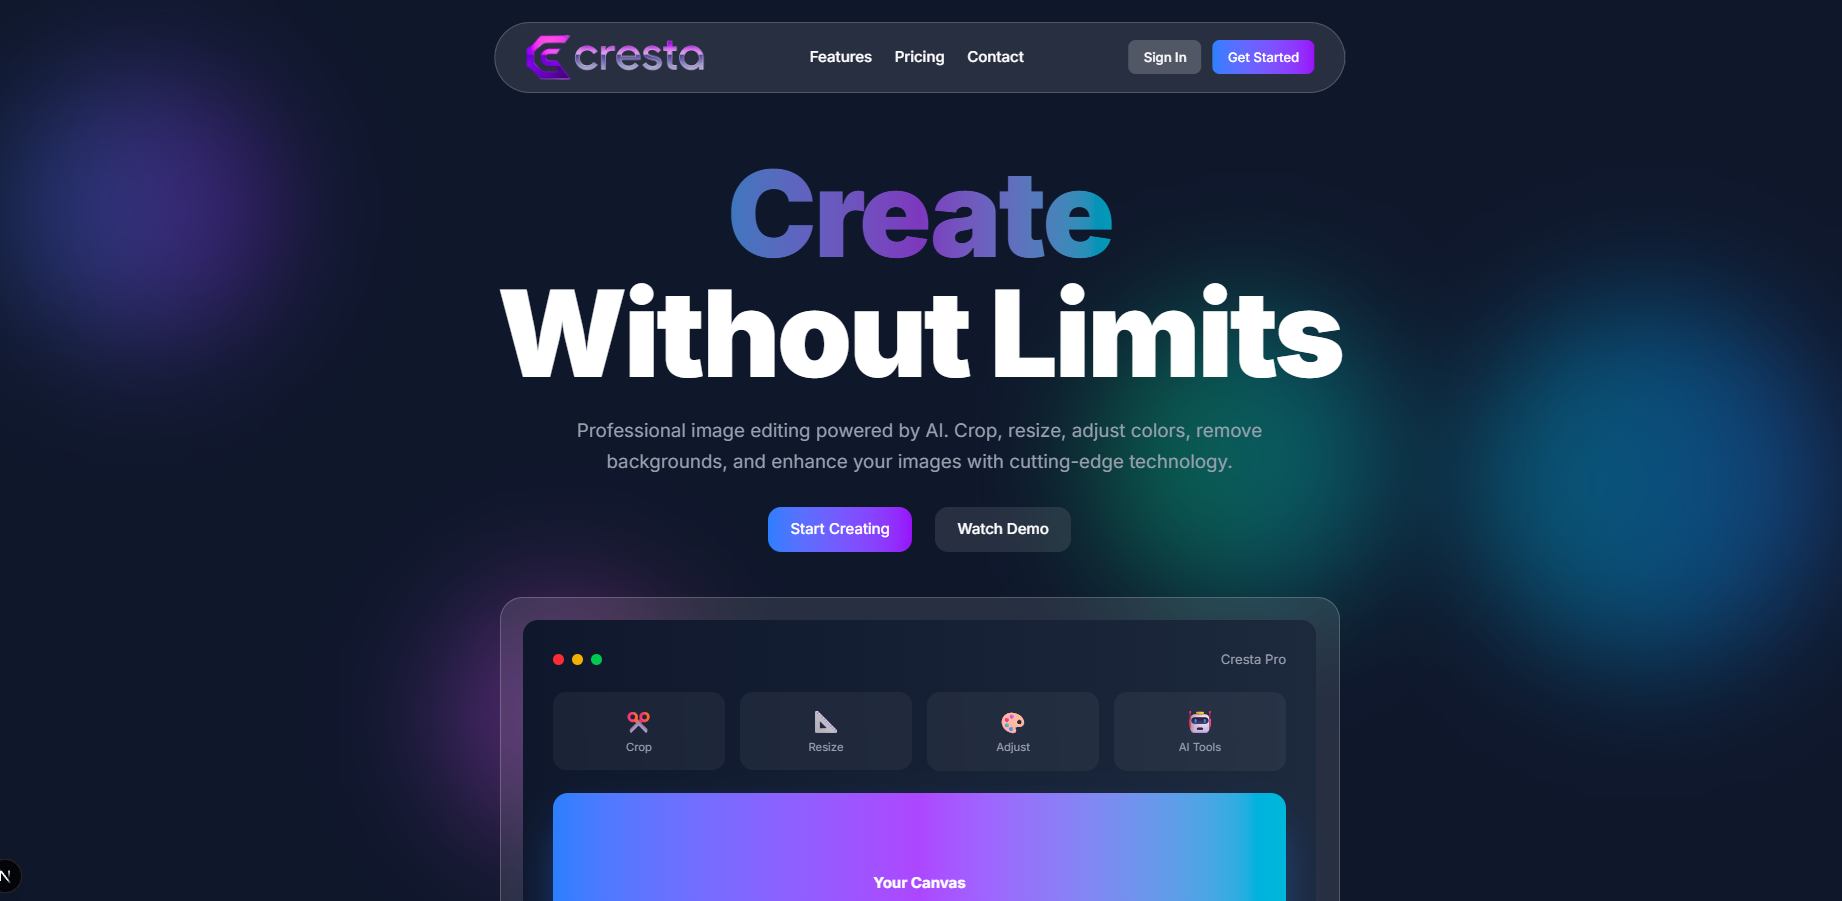 cresta
Features Pricing Contact
Sign In Get Started
Create
Without Limits
Professional image editing powered by AI. Crop, resize, adjust colors, remove
backgrounds, and enhance your images with cutting-edge technology.
Start Creating Watch Demo
Cresta Pro
Crop Resize Adjust AI Tools
Your Canvas
N